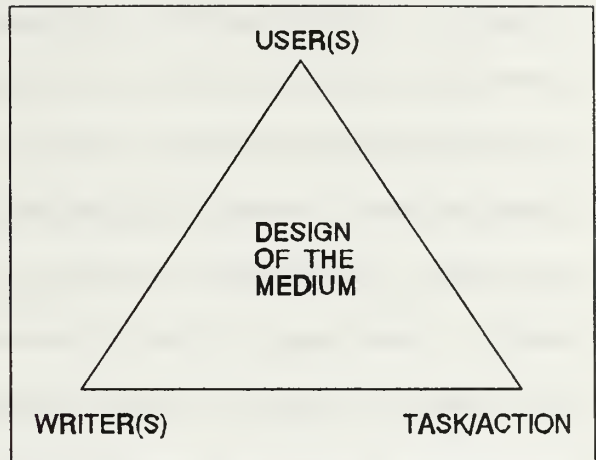 USER(S)
DESIGN
OF THE
MEDIUM
WRITER(S) TASK/ACTION